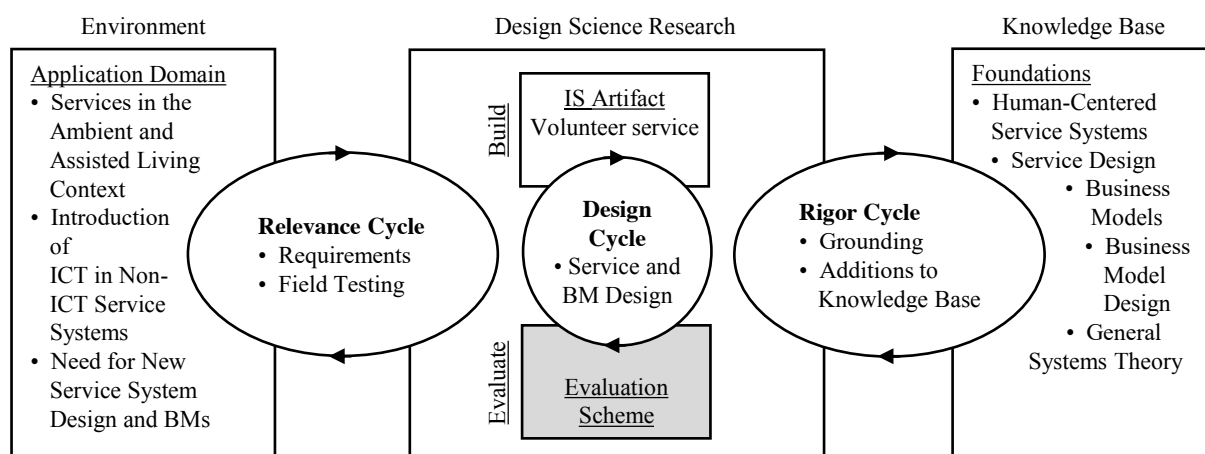 Environment
Design Science Research
Knowledge Base
Application Domain
• Services in the
Ambient and
Assisted Living
Context
• Introduction
of
ICT in Non-
ICT Service
Systems
• Need for New
Service System
Design and BMs
Relevance Cycle
• Requirements
• Field Testing
Build
IS Artifact
Volunteer service
Design
Cycle
• Service and
BM Design
Evaluate
Evaluation
Scheme
Rigor Cycle
• Grounding
• Additions to
Knowledge Base
Foundations
• Human-Centered
Service Systems
• Service Design
• Business
Models
• Business
Model
Design
• General
Systems Theory